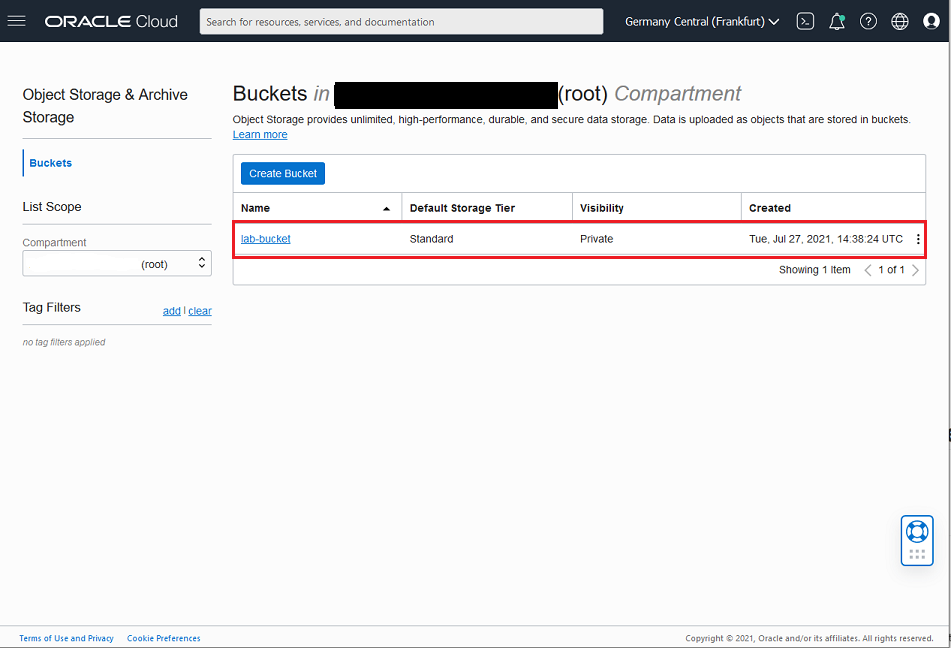 ORACLE Cloud
Search for resources, services, and documentation
Germany Central (Frankfurt)
Object Storage & Archive
Storage
Buckets
List Scope
Compartment
(root)
Tag Filters
add | clear
no tag filters applied
Buckets in (root) Compartment
Object Storage provides unlimited, high-performance, durable, and secure data storage. Data is uploaded as objects that are stored in buckets.
Learn more
Create Bucket
Name Default Storage Tier Visibility Created
lab-bucket Standard Private Tue, Jul 27, 2021, 14:38:24 UTC
Showing 1 Item < 1 of 1 >
Terms of Use and Privacy Cookie Preferences
Copyright © 2021, Oracle and/or its affiliates. All rights reserved.